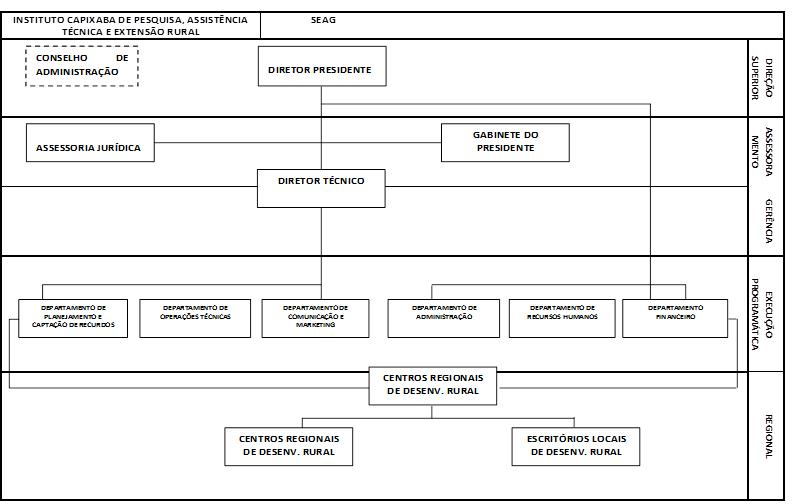 INSTITUTO CAPIXABA DE PESQUISA, ASSISTÊNCIA
TÉCNICA E EXTENSÃO RURAL
SEAG
CONSELHO DE
ADMINISTRAÇÃO
DIRETOR PRESIDENTE
DIREÇÃO
SUPERIOR
ASSESSORIA JURÍDICA
GABINETE DO
PRESIDENTE
ASSESSORA
MENTO
DIRETOR TÉCNICO
GERÊNCIA
DEPARTAMENTO DE
PLANEJAMENTO E
CAPTAÇÃO DE RECURDOS
DEPARTAMENTO DE
OPERAÇÕES TÉCNICAS
DEPARTAMENTO DE
COMUNICAÇÃO E
MARKETING
DEPARTAMENTO DE
ADMINISTRAÇÃO
DEPARTAMENTO DE
RECURSOS HUMANOS
DEPARTAMENTO
FINANCEIRO
EXECUÇÃO
PROGRAMÁTICA
CENTROS REGIONAIS
DE DESENV. RURAL
CENTROS REGIONAIS
DE DESENV. RURAL
ESCRITÓRIOS LOCAIS
DE DESENV. RURAL
REGIONAL